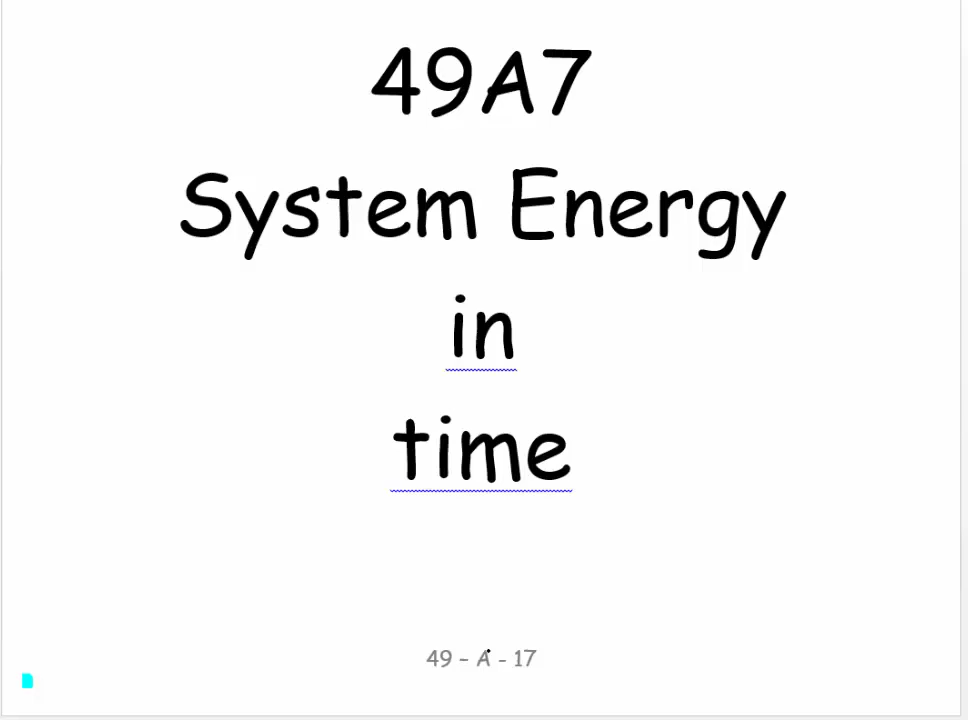 49A7
System Energy
in
time
49 – A - 17